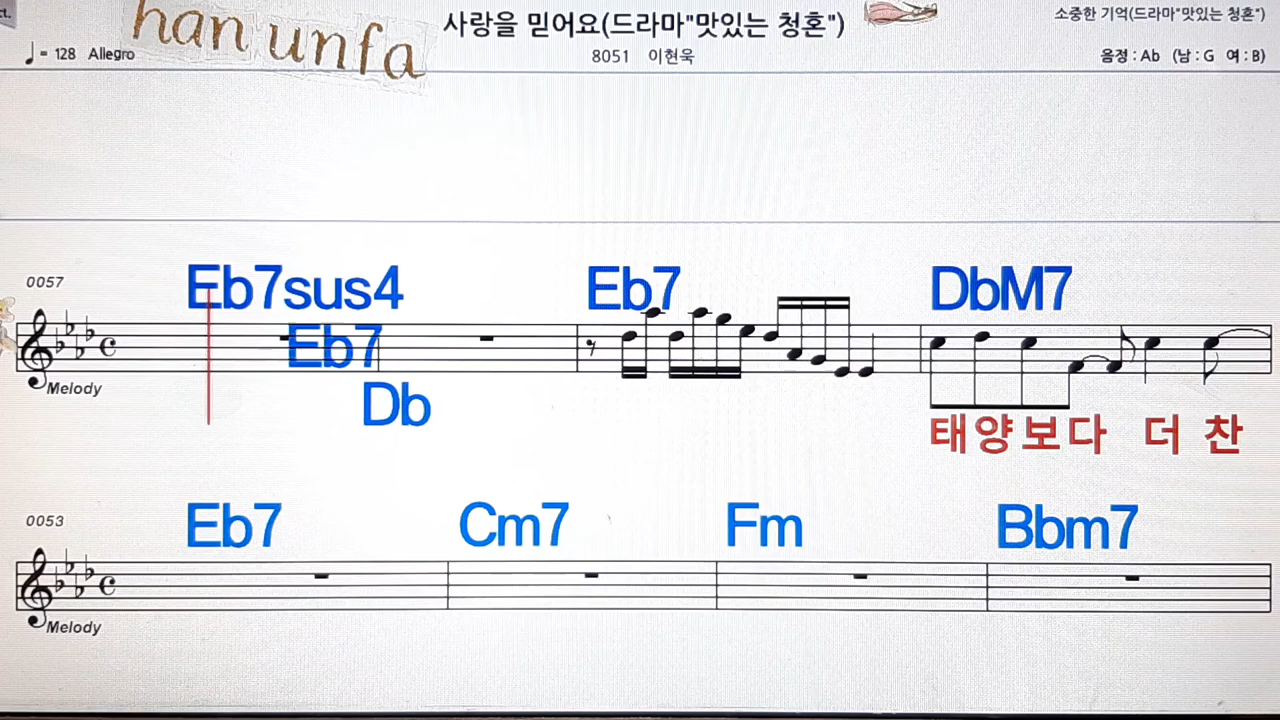 ct.
han unfa
사랑을 믿어요(드라마"맛있는 청혼")
소중한 기억(드라마"맛있는 청혼")
♩= 128 Allegro
8051 이현욱
음정 : Ab (남 : G 여 : B)
0057
Eb7sus4 Eb7 DbM7
Eb7
Db
Melody
태양보다 더 찬
0053
Eb7 Cm7 Fm Bbm7
Melody